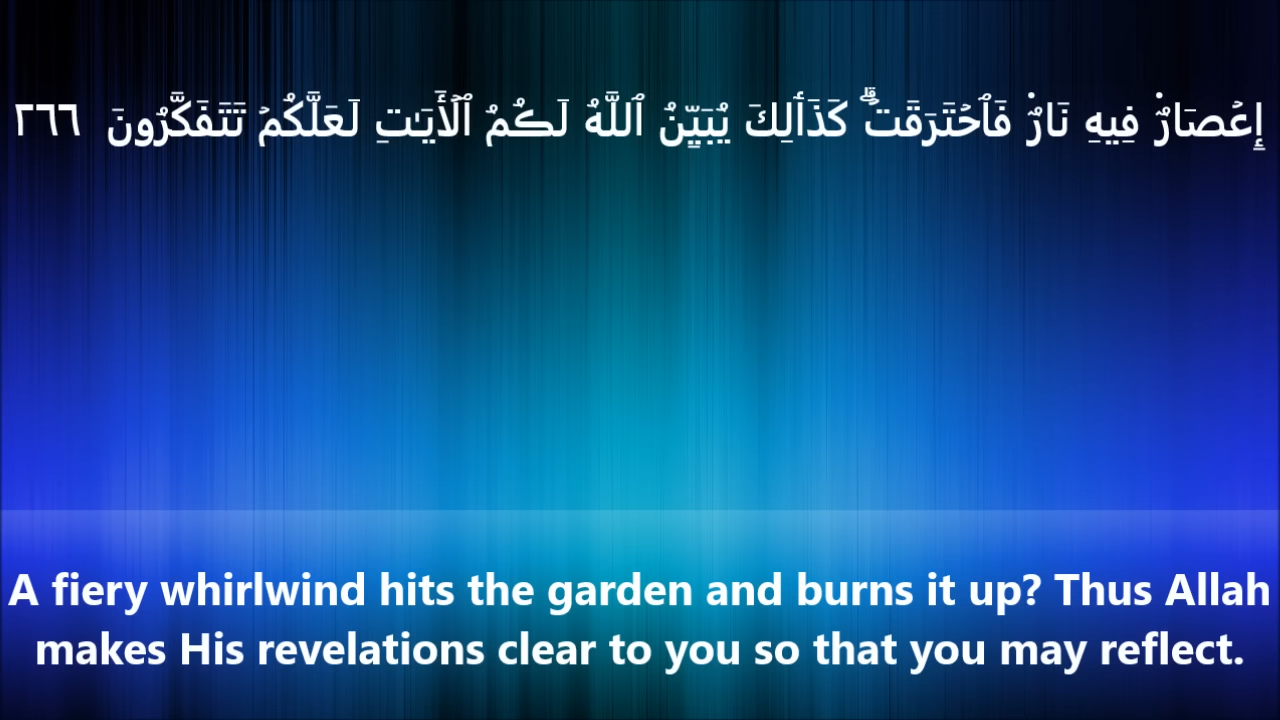 إِعۡصَارٞ فِيهِ نَارٞ فَٱحۡتَرَقَتۡۗ كَذَٰلِكَ يُبَيِّنُ ٱللَّهُ لَكُمُ ٱلۡأٓيَٰتِ لَعَلَّكُمۡ تَتَفَكَّرُونَ ٢٦٦
A fiery whirlwind hits the garden and burns it up? Thus Allah
makes His revelations clear to you so that you may reflect.